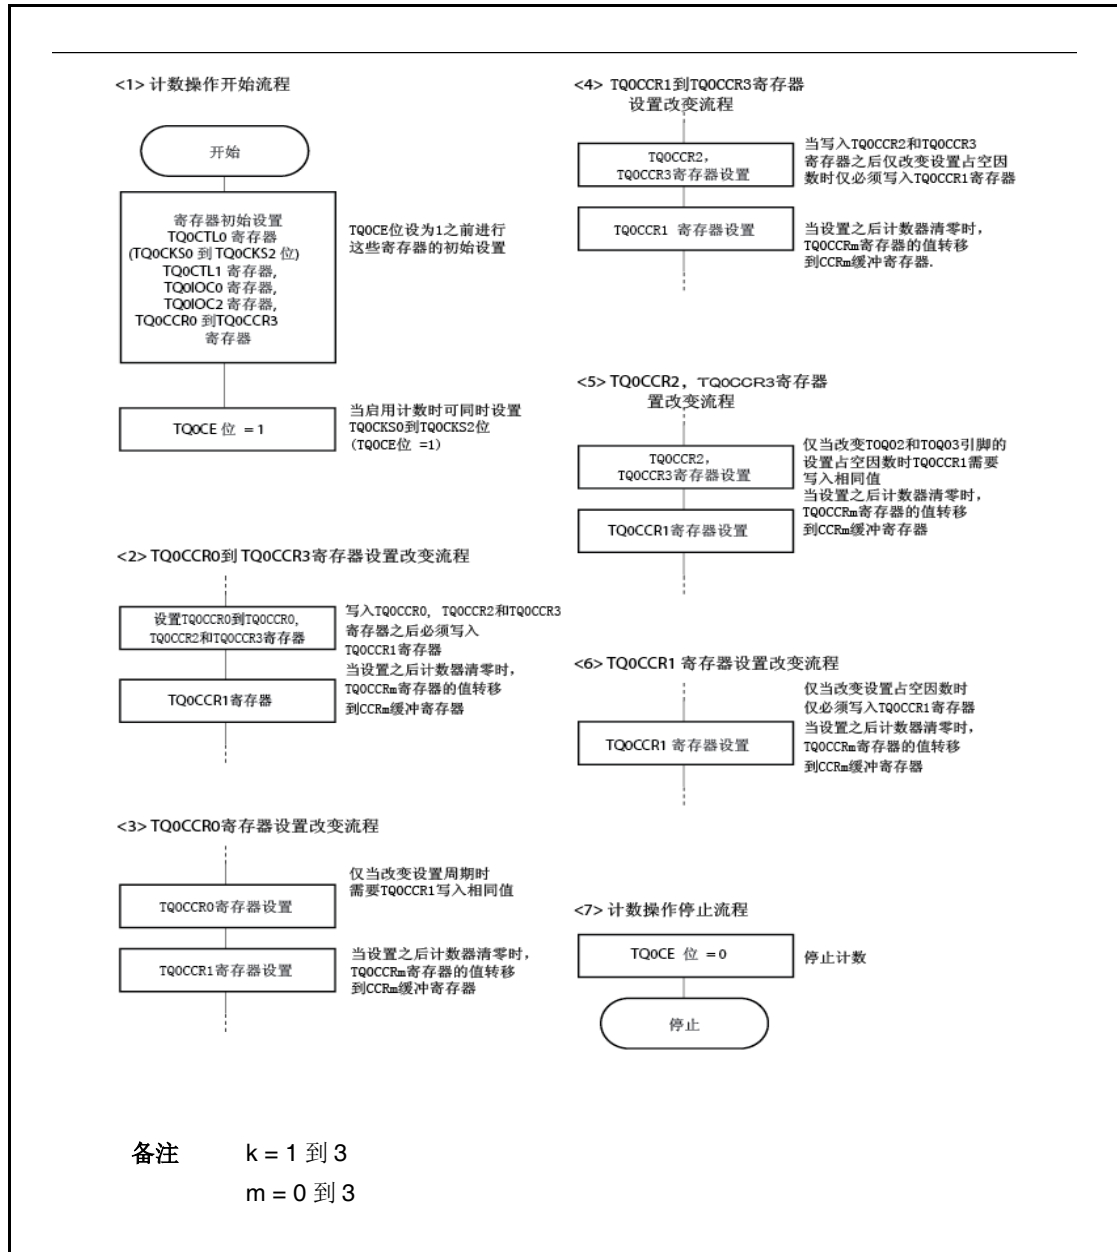 <1> 计数操作开始流程
开始
寄存器初始设置
TQ0CTL0 寄存器
(TQ0CKS0 到 TQ0CKS2 位)
TQ0CTL1 寄存器,
TQ0IOC0 寄存器,
TQ0IOC2 寄存器,
TQ0CCR0 到TQ0CCR3
寄存器
TQ0CE位设为1之前进行
这些寄存器的初始设置
TQ0CE 位 =1
当启用计数时可同时设置
TQ0CKS0到TQ0CKS2位
(TQ0CE位 =1)
<2> TQ0CCR0到 TQ0CCR3寄存器设置改变流程
设置TQ0CCR0到TQ0CCR0,
TQ0CCR2和TQ0CCR3寄存器
写入TQ0CCR0, TQ0CCR2和TQ0CCR3
寄存器之后必须写入
TQ0CCR1寄存器
TQ0CCR1寄存器
当设置之后计数器清零时,
TQ0CCRm寄存器的值转移
到CCRm缓冲寄存器
<3> TQ0CCR0寄存器设置改变流程
仅当改变设置周期时
需要TQ0CCR1写入相同值
TQ0CCR0寄存器设置
TQ0CCR1寄存器设置
当设置之后计数器清零时,
TQ0CCRm寄存器的值转移
到CCRm缓冲寄存器
<4> TQ0CCR1到TQ0CCR3寄存器
设置改变流程
TQ0CCR2,
TQ0CCR3寄存器设置
当写入TQ0CCR2和TQ0CCR3
寄存器之后仅改变设置占空因
数时仅必须写入TQ0CCR1寄存器
TQ0CCR1 寄存器设置
当设置之后计数器清零时,
TQ0CCRm寄存器的值转移
到CCRm缓冲寄存器.
<5> TQ0CCR2, TQ0CCR3寄存器
置改变流程
TQ0CCR2,
TQ0CCR3寄存器设置
仅当改变TOQ02和TOQ03引脚的
设置占空因数时TQ0CCR1需要
写入相同值
TQ0CCR1寄存器设置
当设置之后计数器清零时,
TQ0CCRm寄存器的值转移
到CCRm缓冲寄存器
<6> TQ0CCR1 寄存器设置改变流程
仅当改变设置占空因数时
仅必须写入TQ0CCR1寄存器
TQ0CCR1 寄存器设置
当设置之后计数器清零时,
TQ0CCRm寄存器的值转移
到CCRm缓冲寄存器
<7> 计数操作停止流程
TQ0CE 位 =0
停止计数
停止
备注 k = 1 到 3
m = 0 到 3